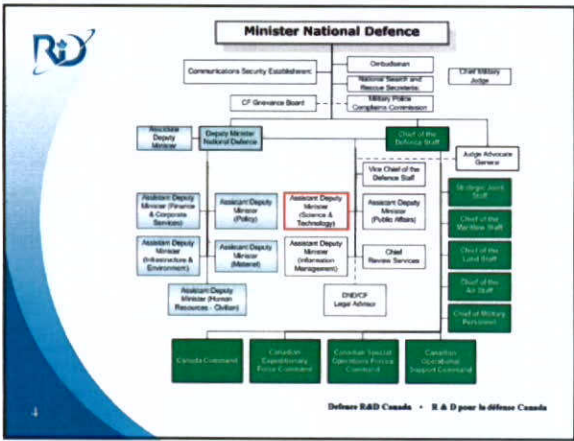 Minister National Defence
R&D
Ombudsman
Communications Security Establishment
National Search and
Rescue Secretariat
Chief Military
Judge
CF Grievance Board
Military Police
Complaints Commission
Associate
Deputy
Minister
Deputy Minister
National Defence
Chief of the
Defence Staff
Judge Advocate
General
Vice Chief of the
Defence Staff
Strategic Joint
Staff
Assistant Deputy
Minister (Finance
& Corporate
Services)
Assistant Deputy
Minister
(Policy)
Assistant Deputy
Minister
(Science &
Technology)
Assistant Deputy
Minister
(Public Affairs)
Chief of the
Maritime Staff
Assistant Deputy
Minister
(Infrastructure &
Environment)
Assistant Deputy
Minister
(Materiel)
Assistant Deputy
Minister
(Information
Management)
Chief
Review Services
Chief of the
Land Staff
Chief of the
Air Staff
Assistant Deputy
Minister (Human
Resources - Civilian)
DND/CF
Legal Advisor
Chief of Military
Personnel
Canada Command
Canadian
Expeditionary
Force Command
Canadian Special
Operations Forces
Command
Canadian
Operational
Support Command
4
Defence R&D Canada • R & D pour la défense Canada